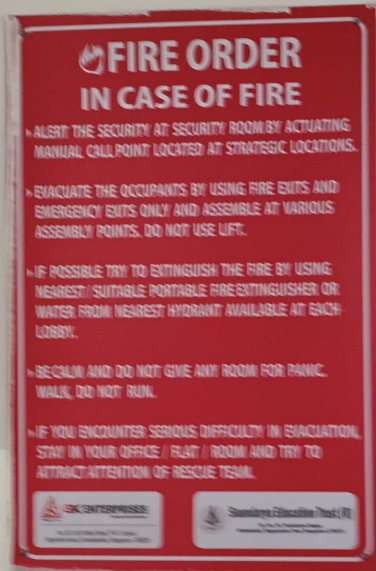 FIRE ORDER
IN CASE OF FIRE
ALERT THE SECURITY AT SECURITY ROOM BY ACTUATING
MANUAL CALL POINT LOCATED AT STRATEGIC LOCATIONS.
EVACUATE THE OCCUPANTS BY USING FIRE EXITS AND
EMERGENCY EXITS ONLY AND ASSEMBLE AT VARIOUS
ASSEMBLY POINTS. DO NOT USE LIFT.
IF POSSIBLE TRY TO EXTINGUISH THE FIRE BY USING
NEAREST / SUITABLE PORTABLE FIRE EXTINGUISHER OR
WATER FROM NEAREST HYDRANT AVAILABLE AT EACH
LOBBY.
BE CALM AND DO NOT GIVE ANY ROOM FOR PANIC.
WALK, DO NOT RUN.
IF YOU ENCOUNTER SERIOUS DIFFICULTY IN EVACUATION,
STAY IN YOUR OFFICE / FLAT / ROOM AND TRY TO
ATTRACT ATTENTION OF RESCUE TEAM.
ENTERPRISES
Soundarya Education Trust (R)